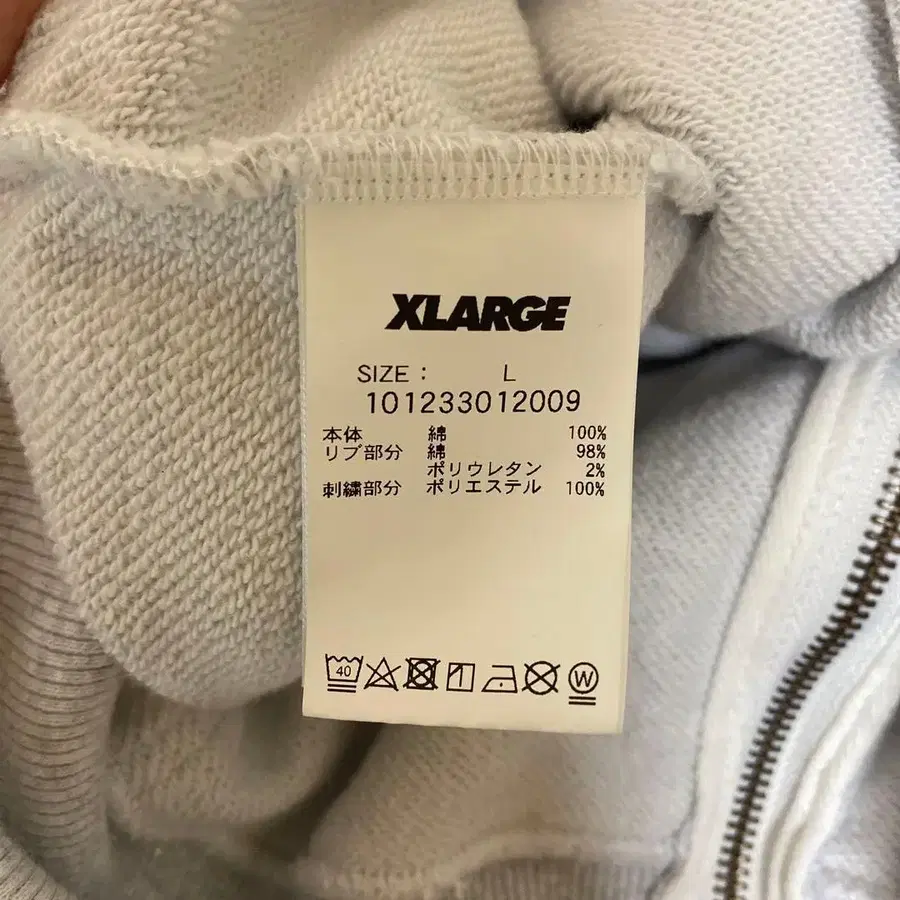 XLARGE
SIZE : L
101233012009
本体 綿 100%
リブ部分 綿 98%
ポリウレタン 2%
刺繍部分 ポリエステル 100%
40
W